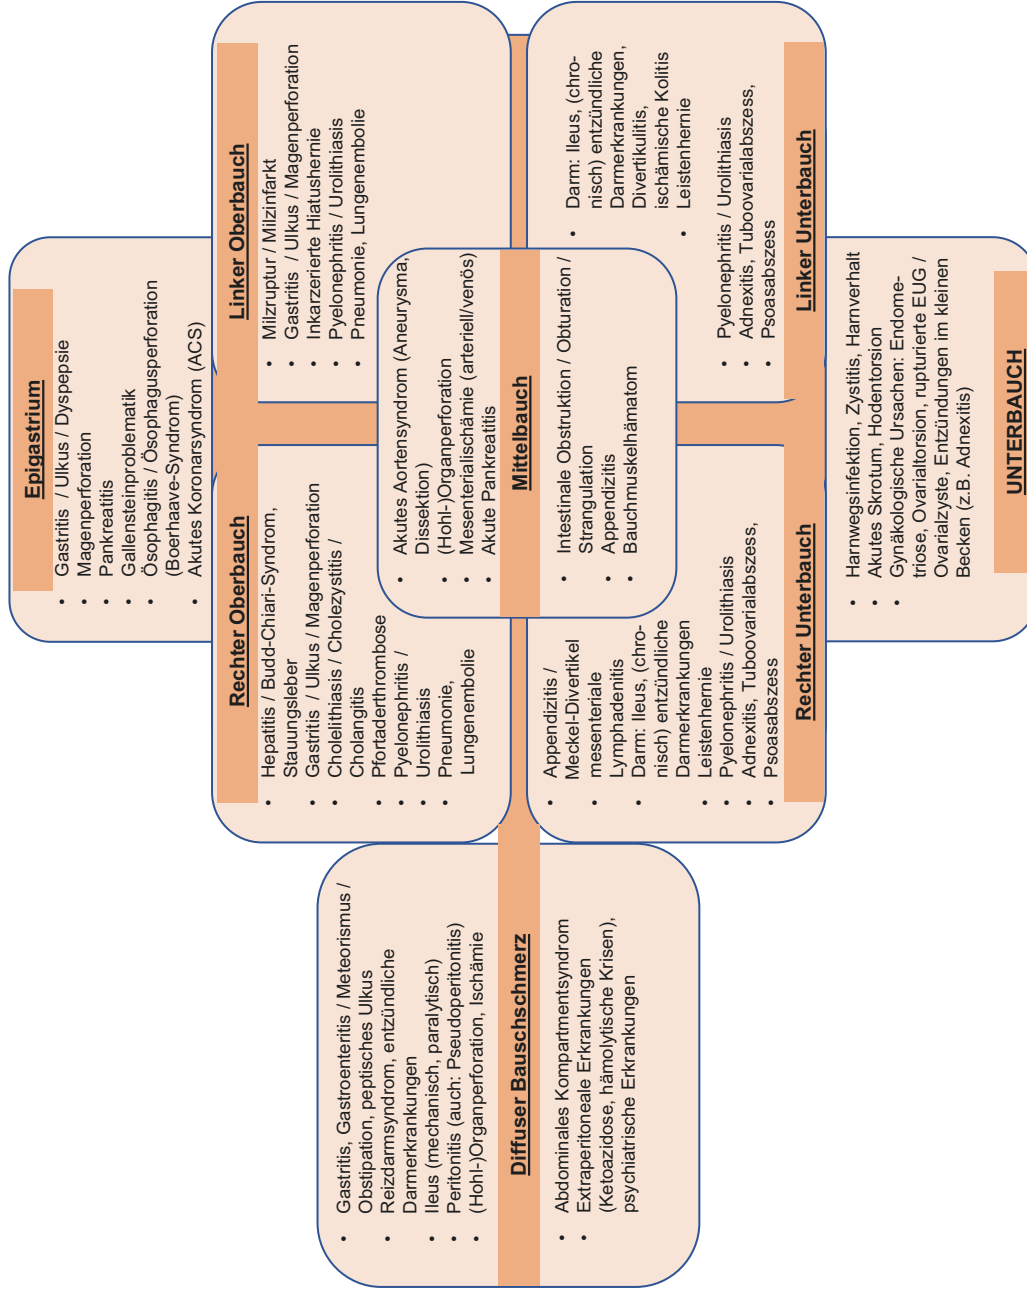 Epigastrium
• Gastritis / Ulkus / Dyspepsie
• Magenperforation
• Pankreatitis
• Gallensteinproblematik
• Ösophagitis / Ösophagusperforation
(Boerhaave-Syndrom)
• Akutes Koronarsyndrom (ACS)
Rechter Oberbauch
• Hepatitis / Budd-Chiari-Syndrom,
Stauungsleber
• Gastritis / Ulkus / Magenperforation
• Cholelithiasis / Cholezystitis /
Cholangitis
• Pfortaderthrombose
• Pyelonephritis /
• Urolithiasis
• Pneumonie,
Lungenembolie
Linker Oberbauch
• Milzruptur / Milzinfarkt
• Gastritis / Ulkus / Magenperforation
• Inkarzerierte Hiatushernie
• Pyelonephritis / Urolithiasis
• Pneumonie, Lungenembolie
• Akutes Aortensyndrom (Aneurysma,
Dissektion)
• (Hohl-)Organperforation
• Mesenterialischämie (arteriell/venös)
• Akute Pankreatitis
Mittelbauch
• Intestinale Obstruktion / Obturation /
Strangulation
• Appendizitis
• Bauchmuskelhämatom
• Gastritis, Gastroenteritis / Meteorismus /
Obstipation, peptisches Ulkus
• Reizdarmsyndrom, entzündliche
Darmerkrankungen
• Ileus (mechanisch, paralytisch)
• Peritonitis (auch: Pseudoperitonitis)
• (Hohl-)Organperforation, Ischämie
Diffuser Bauschschmerz
• Abdominales Kompartmentsyndrom
• Extraperitoneale Erkrankungen
(Ketoazidose, hämolytische Krisen),
psychiatrische Erkrankungen
• Appendizitis /
Meckel-Divertikel
• mesenteriale
Lymphadenitis
• Darm: Ileus, (chro-
nisch) entzündliche
Darmerkrankungen
• Leistenhernie
• Pyelonephritis / Urolithiasis
• Adnexitis, Tuboovarialabszess,
• Psoasabszess
Rechter Unterbauch
• Darm: Ileus, (chro-
nisch) entzündliche
Darmerkrankungen,
Divertikulitis,
ischämische Kolitis
• Leistenhernie
• Pyelonephritis / Urolithiasis
• Adnexitis, Tuboovarialabszess,
• Psoasabszess
Linker Unterbauch
• Harnwegsinfektion, Zystitis, Harnverhalt
• Akutes Skrotum, Hodentorsion
• Gynäkologische Ursachen: Endome-
triose, Ovarialtorsion, rupturierte EUG /
Ovarialzyste, Entzündungen im kleinen
Becken (z.B. Adnexitis)
UNTERBAUCH